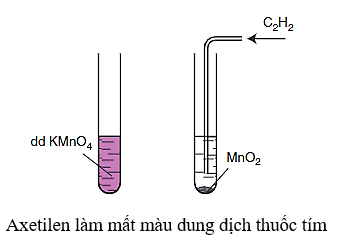 C₂H₂
dd KMnO₄
MnO₂
Axetilen làm mất màu dung dịch thuốc tím